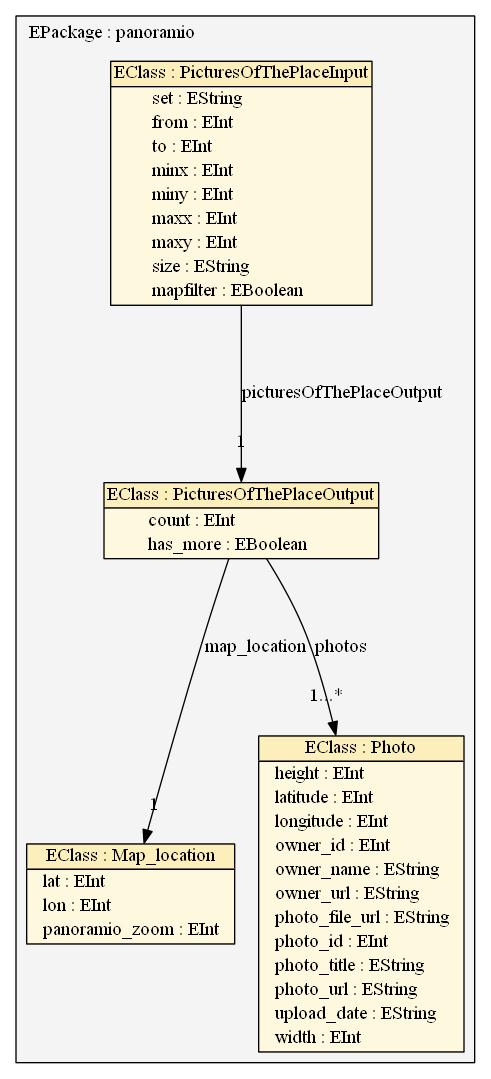 EPackage : panoramio
EClass : PicturesOfThePlaceInput
set : EString
from : EInt
to : EInt
minx : EInt
miny : EInt
maxx : EInt
maxy : EInt
size : EString
mapfilter : EBoolean
picturesOfThePlaceOutput
1
EClass : PicturesOfThePlaceOutput
count : EInt
has_more : EBoolean
map_location
photos
1...*
1
EClass : Photo
height : EInt
latitude : EInt
longitude : EInt
owner_id : EInt
owner_name : EString
owner_url : EString
photo_file_url : EString
photo_id : EInt
photo_title : EString
photo_url : EString
upload_date : EString
width : EInt
EClass : Map_location
lat : EInt
lon : EInt
panoramio_zoom : EInt